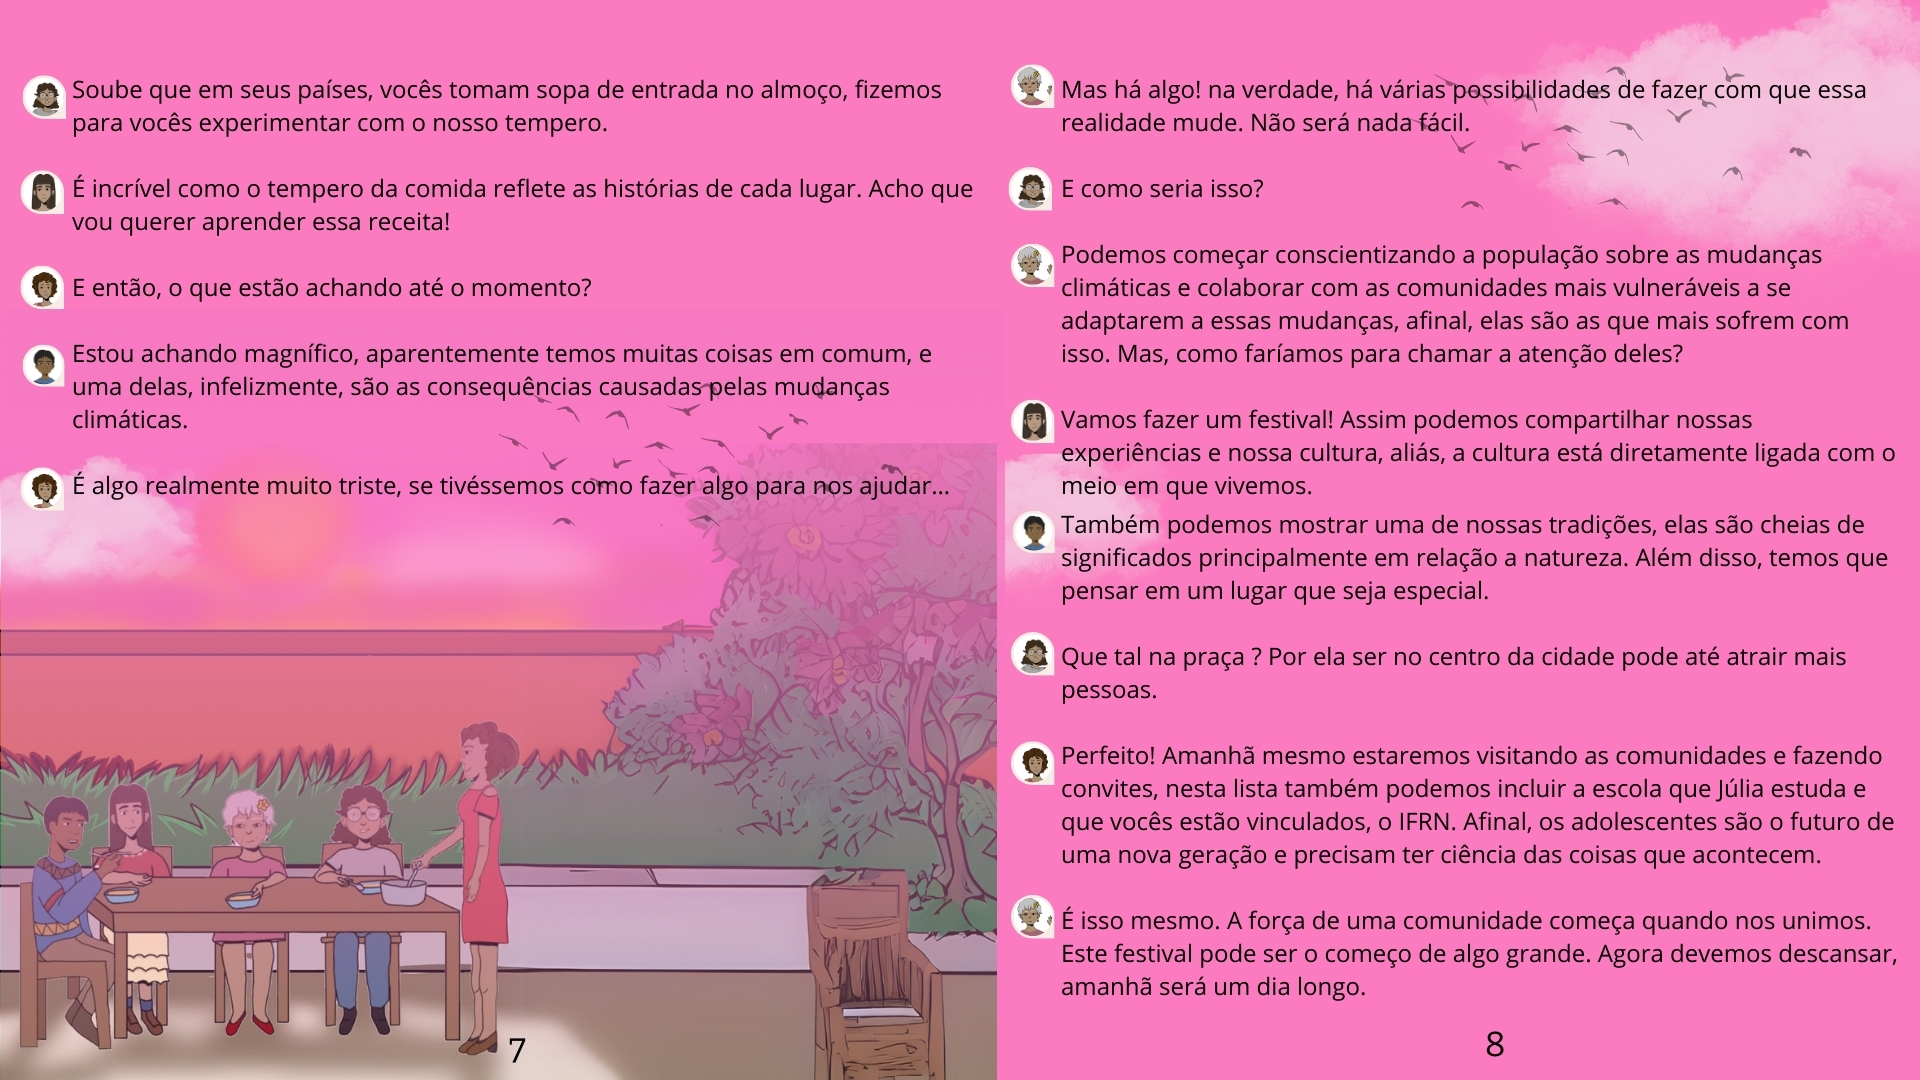 Soube que em seus países, vocês tomam sopa de entrada no almoço, fizemos
para vocês experimentar com o nosso tempero.
É incrível como o tempero da comida reflete as histórias de cada lugar. Acho que
vou querer aprender essa receita!
E então, o que estão achando até o momento?
Estou achando magnífico, aparentemente temos muitas coisas em comum, e
uma delas, infelizmente, são as consequências causadas pelas mudanças
climáticas.
É algo realmente muito triste, se tivéssemos como fazer algo para nos ajudar...
7
Mas há algo! na verdade, há várias possibilidades de fazer com que essa
realidade mude. Não será nada fácil.
E como seria isso?
Podemos começar conscientizando a população sobre as mudanças
climáticas e colaborar com as comunidades mais vulneráveis a se
adaptarem a essas mudanças, afinal, elas são as que mais sofrem com
isso. Mas, como faríamos para chamar a atenção deles?
Vamos fazer um festival! Assim podemos compartilhar nossas
experiências e nossa cultura, aliás, a cultura está diretamente ligada com o
meio em que vivemos.
Também podemos mostrar uma de nossas tradições, elas são cheias de
significados principalmente em relação a natureza. Além disso, temos que
pensar em um lugar que seja especial.
Que tal na praça ? Por ela ser no centro da cidade pode até atrair mais
pessoas.
Perfeito! Amanhã mesmo estaremos visitando as comunidades e fazendo
convites, nesta lista também podemos incluir a escola que Júlia estuda e
que vocês estão vinculados, o IFRN. Afinal, os adolescentes são o futuro de
uma nova geração e precisam ter ciência das coisas que acontecem.
É isso mesmo. A força de uma comunidade começa quando nos unimos.
Este festival pode ser o começo de algo grande. Agora devemos descansar,
amanhã será um dia longo.
8